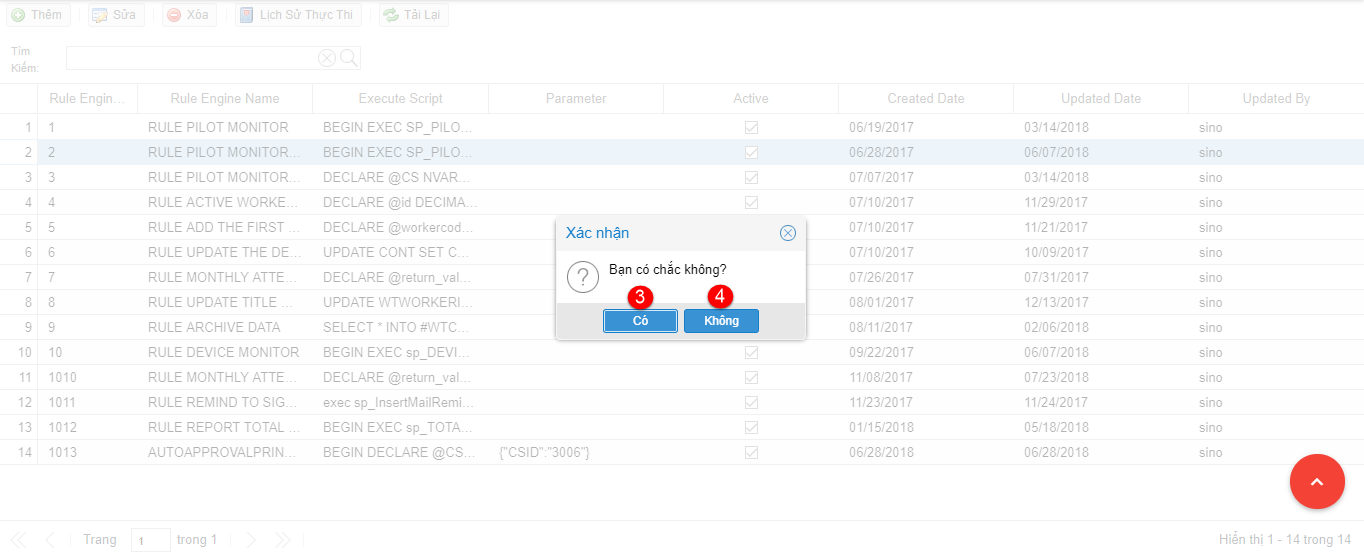 Thêm Sửa Xóa Lịch Sử Thực Thi Tải Lại
Tìm
Kiếm:
Rule Engin... Rule Engine Name Execute Script Parameter Active Created Date Updated Date Updated By
1 1 RULE PILOT MONITOR BEGIN EXEC SP_PILO... 06/19/2017 03/14/2018 sino
2 2 RULE PILOT MONITOR... BEGIN EXEC SP_PILO... 06/28/2017 06/07/2018 sino
3 3 RULE PILOT MONITOR... DECLARE @CS NVAR... 07/07/2017 03/14/2018 sino
4 4 RULE ACTIVE WORKE... DECLARE @id DECIMA... 07/10/2017 11/29/2017 sino
5 5 RULE ADD THE FIRST ... DECLARE @workercod... 07/10/2017 11/21/2017 sino
6 6 RULE UPDATE THE DE... UPDATE CONT SET C... 07/10/2017 10/09/2017 sino
7 7 RULE MONTHLY ATTE... DECLARE @return_val... 07/26/2017 07/31/2017 sino
8 8 RULE UPDATE TITLE ... UPDATE WTWORKERI... 08/01/2017 12/13/2017 sino
9 9 RULE ARCHIVE DATA SELECT * INTO #WTC... 08/11/2017 02/06/2018 sino
10 10 RULE DEVICE MONITOR BEGIN EXEC sp_DEVI... 09/22/2017 06/07/2018 sino
11 1010 RULE MONTHLY ATTE... DECLARE @return_val... 11/08/2017 07/23/2018 sino
12 1011 RULE REMIND TO SIG... exec sp_InsertMailRemi... 11/23/2017 11/24/2017 sino
13 1012 RULE REPORT TOTAL ... BEGIN EXEC sp_TOTA... 01/15/2018 05/18/2018 sino
14 1013 AUTOAPPROVALPRIN... BEGIN DECLARE @CS... {"CSID":"3006"} 06/28/2018 06/28/2018 sino
Xác nhận
Bạn có chắc không?
3 4
Có Không
Trang 1 trong 1 Hiển thị 1 - 14 trong 14